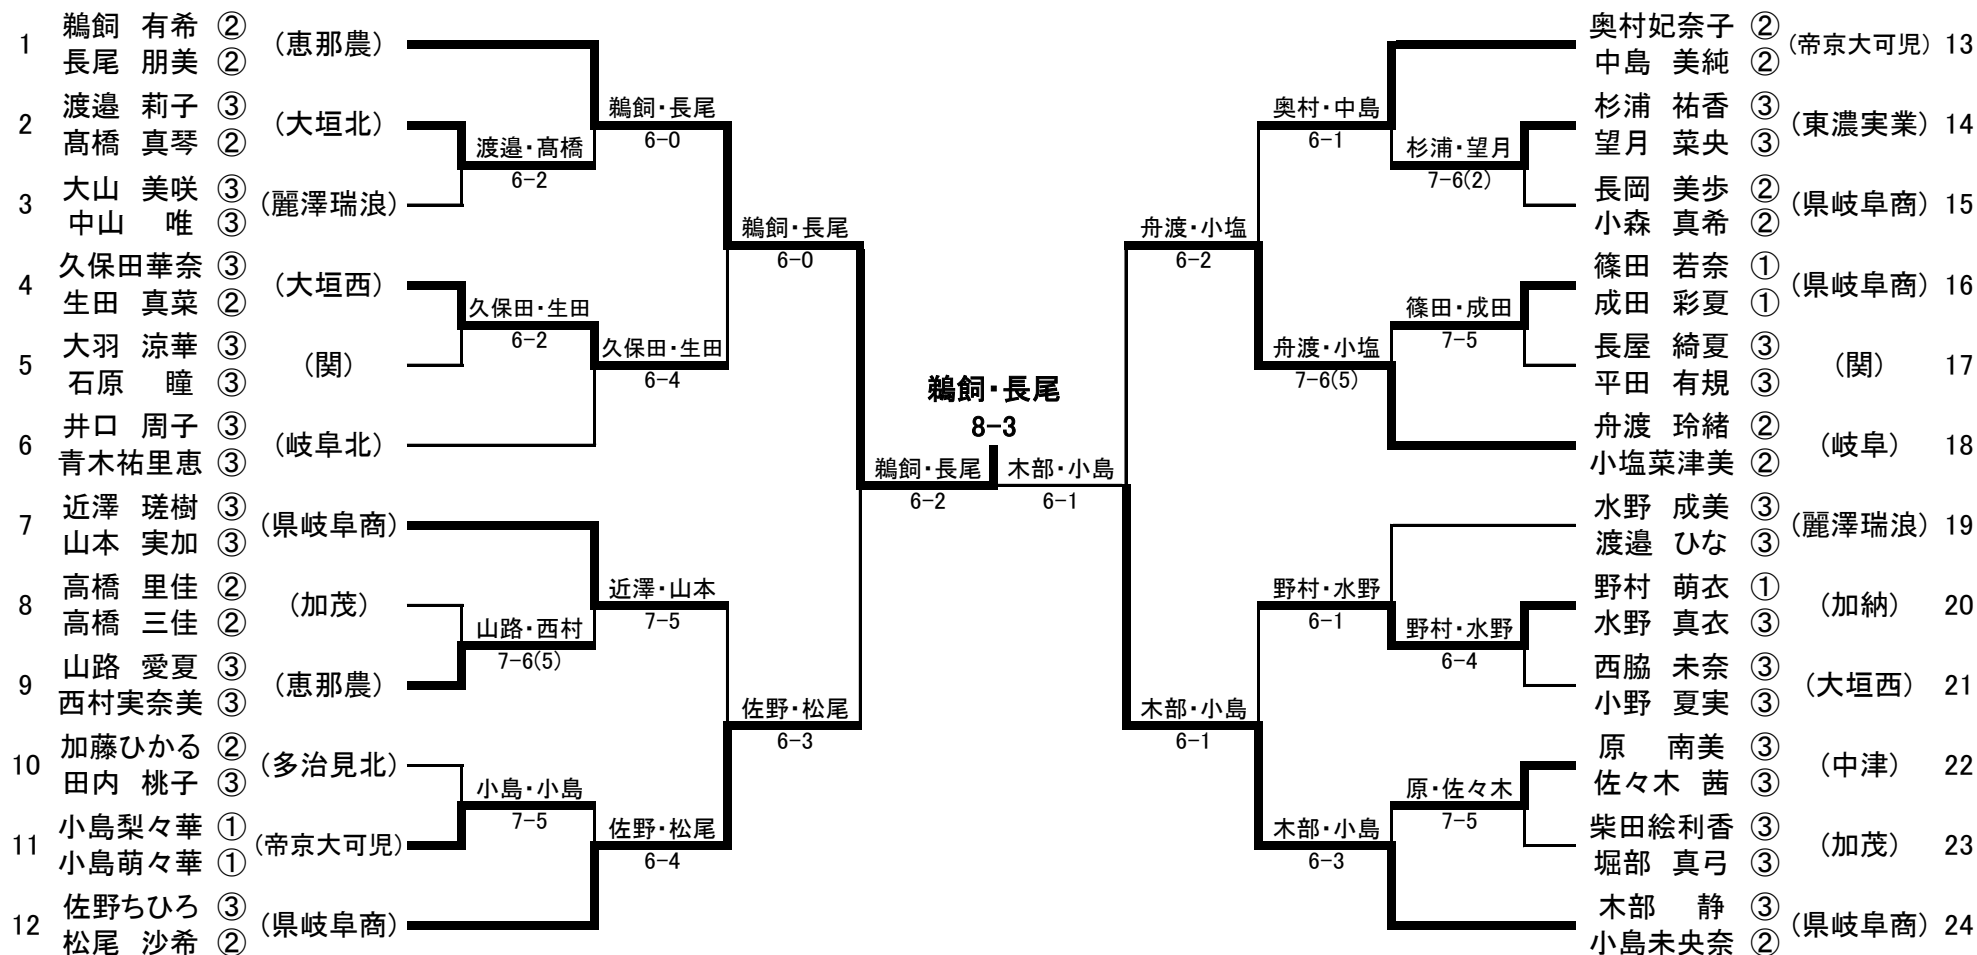 1 鵜飼 有希 ② (恵那農)
長尾 朋美 ②
2 渡邉 莉子 ③ (大垣北)
髙橋 真琴 ②
3 大山 美咲 ③ (麗澤瑞浪)
中山 唯 ③
4 久保田華奈 ③ (大垣西)
生田 真菜 ②
5 大羽 涼華 ③ (関)
石原 瞳 ③
6 井口 周子 ③ (岐阜北)
青木祐里恵 ③
7 近澤 瑳樹 ③ (県岐阜商)
山本 実加 ③
8 高橋 里佳 ② (加茂)
高橋 三佳 ②
9 山路 愛夏 ③ (恵那農)
西村実奈美 ③
10 加藤ひかる ② (多治見北)
田内 桃子 ③
11 小島梨々華 ① (帝京大可児)
小島萌々華 ①
12 佐野ちひろ ③ (県岐阜商)
松尾 沙希 ②
渡邉・髙橋
6-2
久保田・生田
6-2
山路・西村
7-6(5)
小島・小島
7-5
鵜飼・長尾
6-0
久保田・生田
6-4
近澤・山本
7-5
佐野・松尾
6-4
鵜飼・長尾
6-0
佐野・松尾
6-3
鵜飼・長尾
6-2
鵜飼・長尾
8-3
木部・小島
6-1
舟渡・小塩
6-2
木部・小島
6-1
奥村・中島
6-1
舟渡・小塩
7-6(5)
野村・水野
6-1
木部・小島
6-3
杉浦・望月
7-6(2)
篠田・成田
7-5
野村・水野
6-4
原・佐々木
7-5
奥村妃奈子 ② (帝京大可児) 13
中島 美純 ②
杉浦 祐香 ③ (東濃実業) 14
望月 菜央 ③
長岡 美歩 ② (県岐阜商) 15
小森 真希 ②
篠田 若奈 ① (県岐阜商) 16
成田 彩夏 ①
長屋 綺夏 ③ (関) 17
平田 有規 ③
舟渡 玲緒 ② (岐阜) 18
小塩菜津美 ②
水野 成美 ③ (麗澤瑞浪) 19
渡邉 ひな ③
野村 萌衣 ① (加納) 20
水野 真衣 ③
西脇 未奈 ③ (大垣西) 21
小野 夏実 ③
原 南美 ③ (中津) 22
佐々木 茜 ③
柴田絵利香 ③ (加茂) 23
堀部 真弓 ③
木部 静 ③ (県岐阜商) 24
小島未央奈 ②